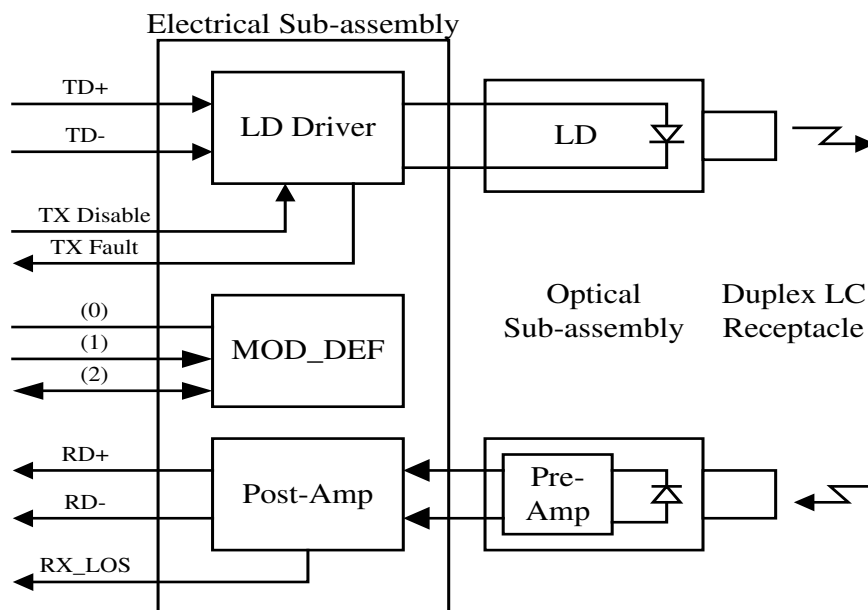 Electrical Sub-assembly
TD+
TD-
LD Driver
LD
TX Disable
TX Fault
(0)
(1)
(2)
MOD_DEF
Optical
Sub-assembly
Duplex LC
Receptacle
RD+
RD-
Post-Amp
Pre-
Amp
RX_LOS